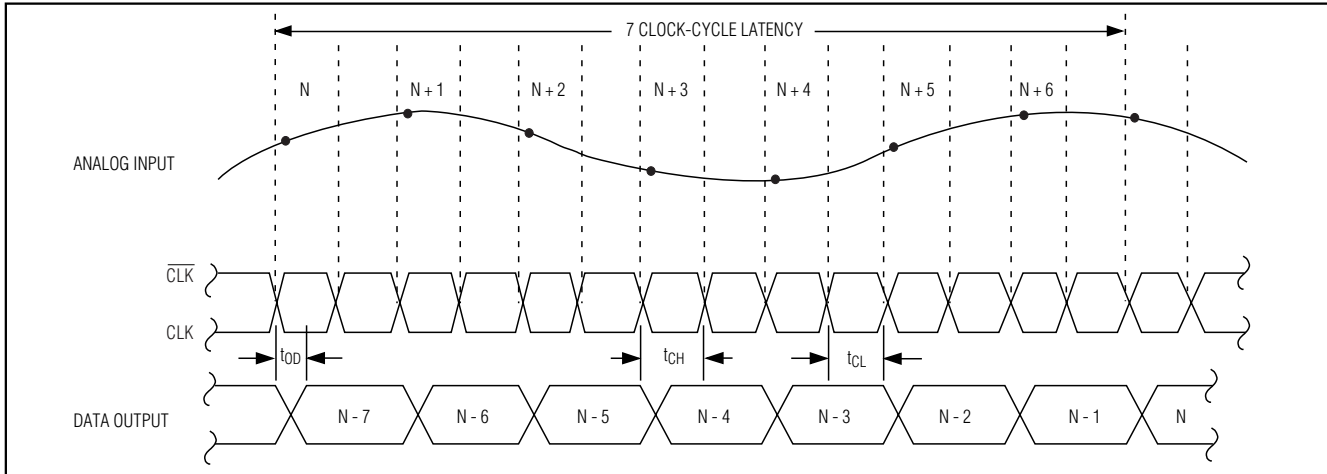 7 CLOCK-CYCLE LATENCY
N N + 1 N + 2 N + 3 N + 4 N + 5 N + 6
ANALOG INPUT
C̅L̅K̅
CLK
tOD tCH tCL
DATA OUTPUT N - 7 N - 6 N - 5 N - 4 N - 3 N - 2 N - 1 N